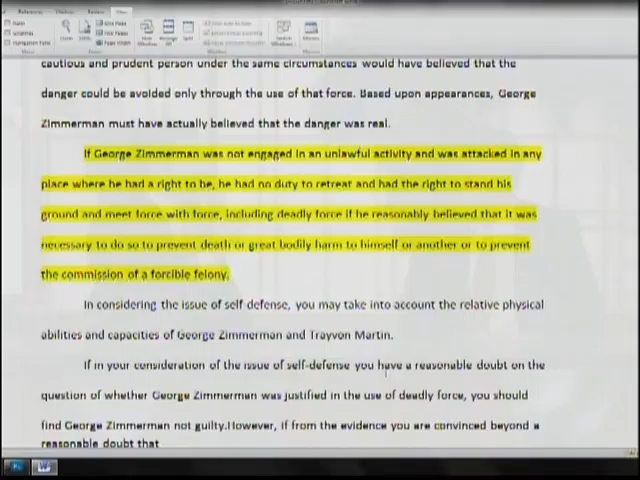 View
cautious and prudent person under the same circumstances would have believed that the
danger could be avoided only through the use of that force. Based upon appearances, George
Zimmerman must have actually believed that the danger was real.
If George Zimmerman was not engaged in an unlawful activity and was attacked in any
place where he had a right to be, he had no duty to retreat and had the right to stand his
ground and meet force with force, including deadly force if he reasonably believed that it was
necessary to do so to prevent death or great bodily harm to himself or another or to prevent
the commission of a forcible felony.
In considering the issue of self defense, you may take into account the relative physical
abilities and capacities of George Zimmerman and Trayvon Martin.
If in your consideration of the issue of self-defense you have a reasonable doubt on the
question of whether George Zimmerman was justified in the use of deadly force, you should
find George Zimmerman not guilty.However, if from the evidence you are convinced beyond a
reasonable doubt that